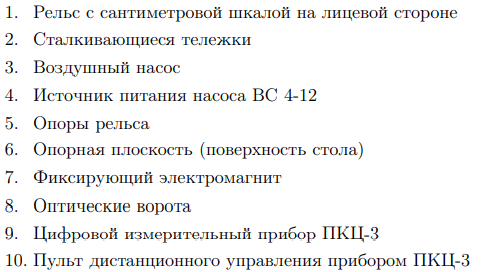 1. Рельс с сантиметровой шкалой на лицевой стороне
2. Сталкивающиеся тележки
3. Воздушный насос
4. Источник питания насоса ВС 4-12
5. Опоры рельса
6. Опорная плоскость (поверхность стола)
7. Фиксирующий электромагнит
8. Оптические ворота
9. Цифровой измерительный прибор ПКЦ-3
10. Пульт дистанционного управления прибором ПКЦ-3